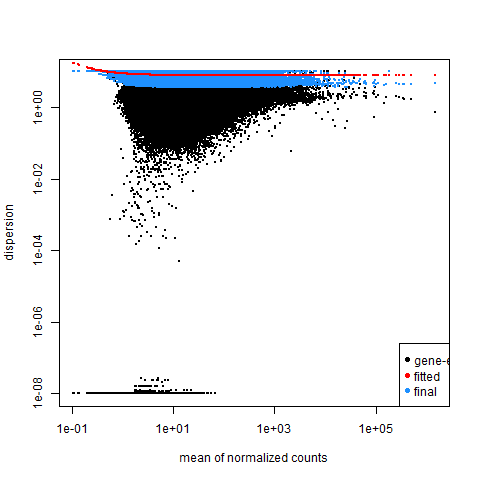 dispersion
1e+00
1e-02
1e-04
1e-06
1e-08
gene-e
fitted
final
1e-01
1e+01
1e+03
1e+05
mean of normalized counts